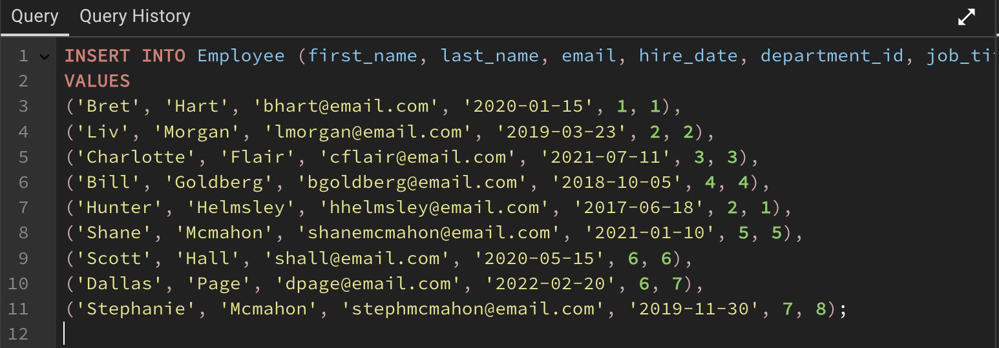 Query Query History
1 INSERT INTO Employee (first_name, last_name, email, hire_date, department_id,
2 VALUES
3 ('Bret', 'Hart', 'bhart@email.com', '2020-01-15', 1, 1),
4 ('Liv', 'Morgan', 'lmorgan@email.com', '2019-03-23', 2, 2),
5 ('Charlotte', 'Flair', 'cflair@email.com', '2021-07-11', 3, 3),
6 ('Bill', 'Goldberg', 'bgoldberg@email.com', '2018-10-05', 4, 4),
7 ('Hunter', 'Helmsley', 'hhelmsley@email.com', '2017-06-18', 2, 1),
8 ('Shane', 'Mcmahon', 'shanemcmahon@email.com', '2021-01-10', 5, 5),
9 ('Scott', 'Hall', 'shall@email.com', '2020-05-15', 6, 6),
10 ('Dallas', 'Page', 'dpage@email.com', '2022-02-20', 6, 7),
11 ('Stephanie', 'Mcmahon', 'stephmcmahon@email.com', '2019-11-30', 7, 8);
12